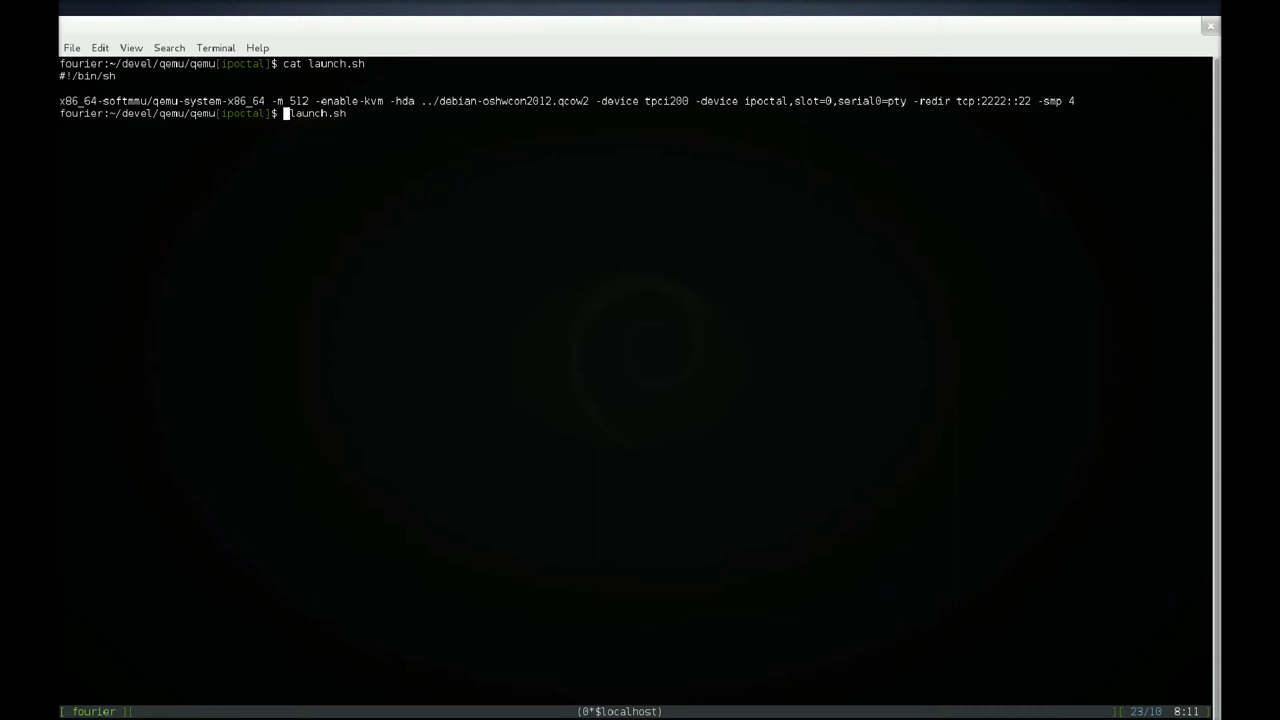 File Edit View Search Terminal Help
fourier:~/devel/qemu/qemu[ipoctal]$ cat launch.sh
#!/bin/sh
x86_64-softmmu/qemu-system-x86_64 -m 512 -enable-kvm -hda ../debian-oshwcon2012.qcow2 -device tpci200 -device ipoctal,slot=0,serial0=pty -redir tcp:2222::22 -smp 4
fourier:~/devel/qemu/qemu[ipoctal]$ launch.sh
[ fourier ][ (0*$localhost) ][ 23/10 8:11